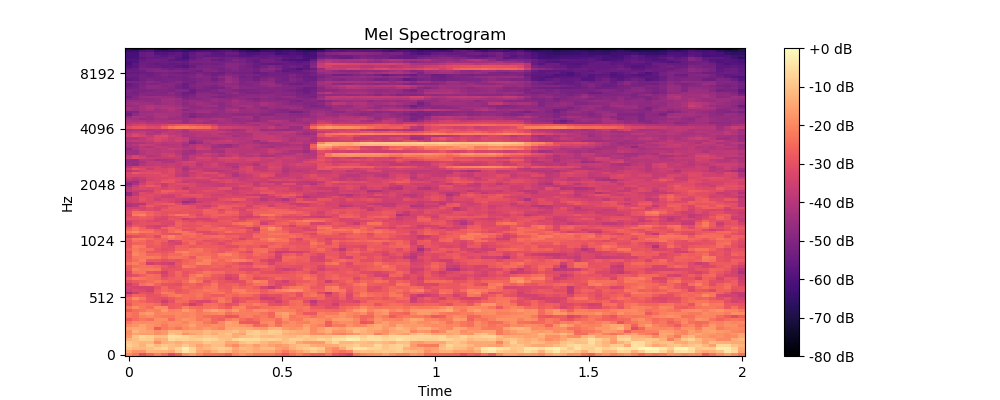 Mel Spectrogram
Hz
8192
4096
2048
1024
512
0
0
0.5
1
1.5
2
Time
+0 dB
-10 dB
-20 dB
-30 dB
-40 dB
-50 dB
-60 dB
-70 dB
-80 dB